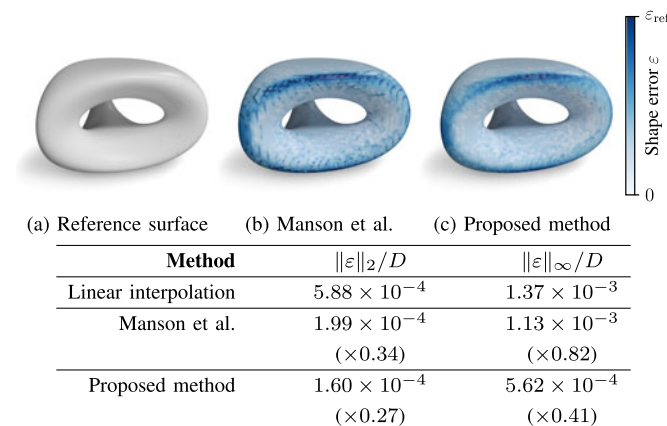 ε_ref
Shape error ε
0
(a) Reference surface (b) Manson et al. (c) Proposed method
Method ‖ε‖₂/D ‖ε‖∞/D
Linear interpolation 5.88 × 10⁻⁴ 1.37 × 10⁻³
Manson et al. 1.99 × 10⁻⁴ 1.13 × 10⁻³
(×0.34) (×0.82)
Proposed method 1.60 × 10⁻⁴ 5.62 × 10⁻⁴
(×0.27) (×0.41)